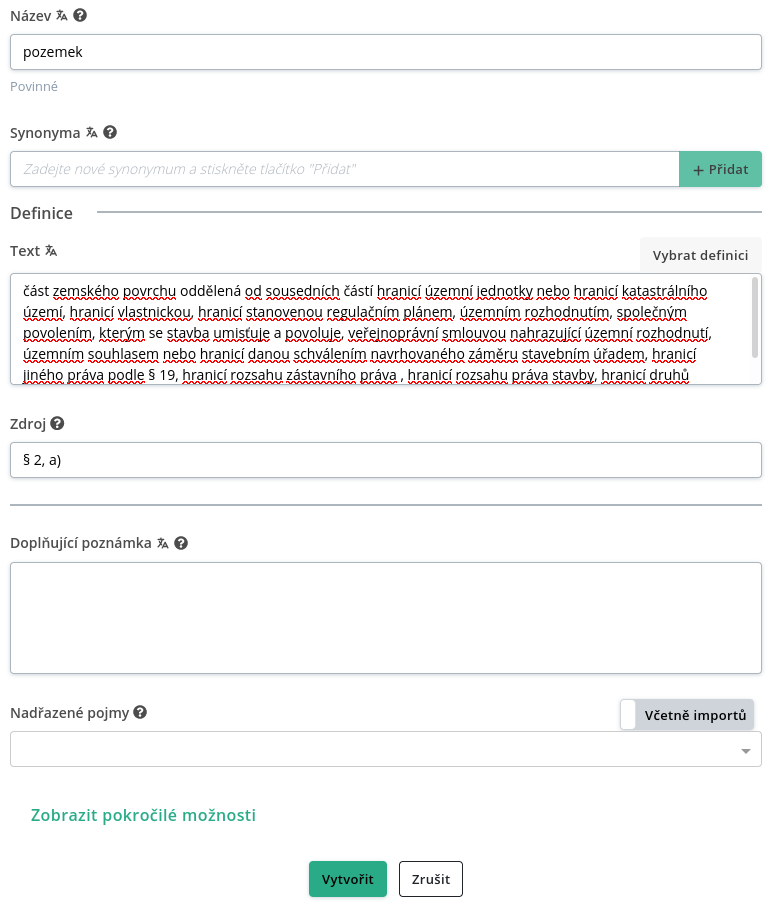 Název
pozemek
Povinné
Synonyma
Zadejte nové synonymum a stiskněte tlačítko "Přidat"
+ Přidat
Definice
Text
Vybrat definici
část zemského povrchu oddělená od sousedních částí hranicí územní jednotky nebo hranicí katastrálního
území, hranicí vlastnickou, hranicí stanovenou regulačním plánem, územním rozhodnutím, společným
povolením, kterým se stavba umisťuje a povoluje, veřejnoprávní smlouvou nahrazující územní rozhodnutí,
územním souhlasem nebo hranicí danou schválením navrhovaného záměru stavebním úřadem, hranicí
jiného práva podle § 19, hranicí rozsahu zástavního práva , hranicí rozsahu práva stavby, hranicí druhů
Zdroj
§ 2, a)
Doplňující poznámka
Nadřazené pojmy
Včetně importů
Zobrazit pokročilé možnosti
Vytvořit
Zrušit